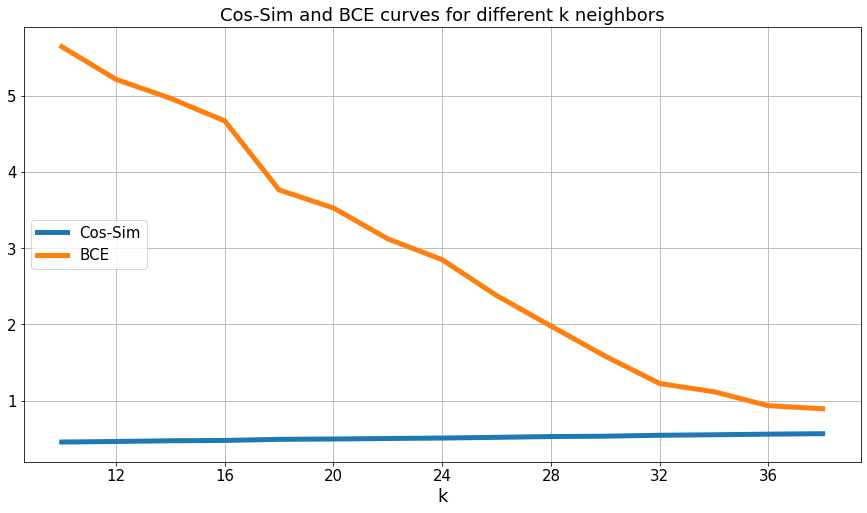 Cos-Sim and BCE curves for different k neighbors
5
4
3
2
1
Cos-Sim
BCE
12 16 20 24 28 32 36
k